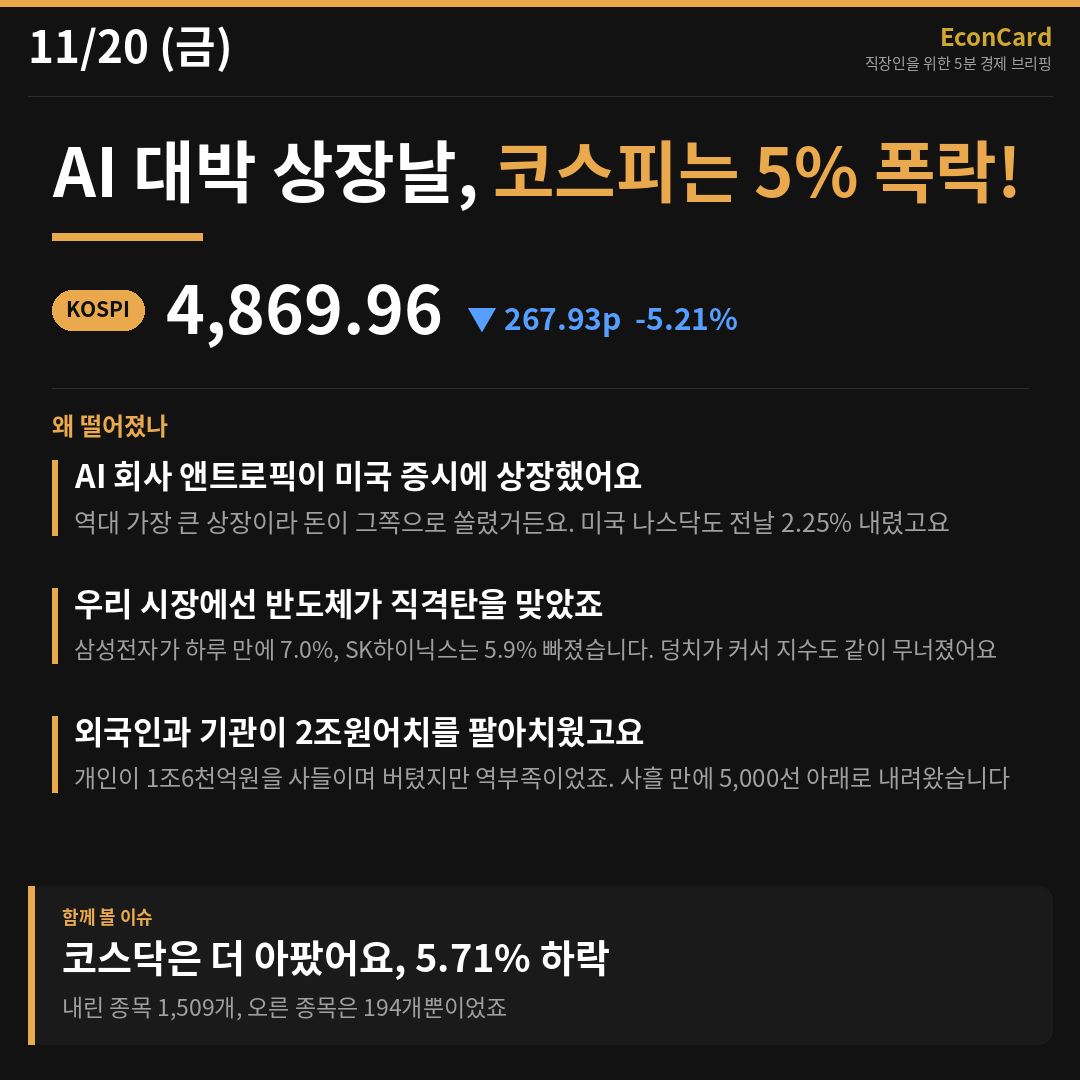 11/20 (금)
EconCard
직장인을 위한 5분 경제 브리핑
AI 대박 상장날, 코스피는 5% 폭락!
KOSPI 4,869.96 ▼ 267.93p -5.21%
왜 떨어졌나
AI 회사 앤트로픽이 미국 증시에 상장했어요
역대 가장 큰 상장이라 돈이 그쪽으로 쏠렸거든요. 미국 나스닥도 전날 2.25% 내렸고요
우리 시장에선 반도체가 직격탄을 맞았죠
삼성전자가 하루 만에 7.0%, SK하이닉스는 5.9% 빠졌습니다. 덩치가 커서 지수도 같이 무너졌어요
외국인과 기관이 2조원어치를 팔아치웠고요
개인이 1조6천억원을 사들이며 버텼지만 역부족이었죠. 사흘 만에 5,000선 아래로 내려왔습니다
함께 볼 이슈
코스닥은 더 아팠어요, 5.71% 하락
내린 종목 1,509개, 오른 종목은 194개뿐이었죠